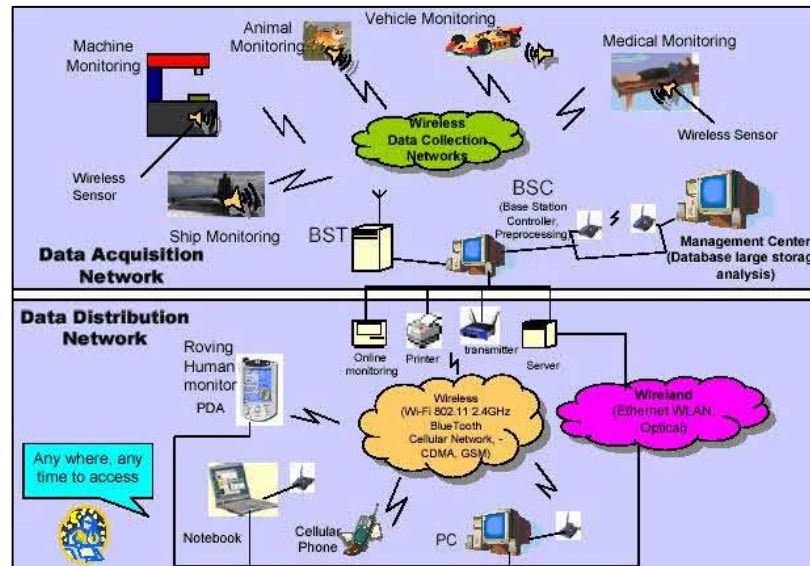 Machine
Monitoring
Animal
Monitoring
Vehicle Monitoring
Medical Monitoring
Wireless
Data Collection
Networks
Wireless Sensor
Wireless
Sensor
Ship Monitoring
BST
BSC
(Base Station
Controller,
Preprocessing)
Management Center
(Database large storag
analysis)
Data Acquisition
Network
Data Distribution
Network
Online
monitoring
Printer
transmitter
Server
Roving
Human
monitor
PDA
Wireless
(Wi-Fi 802.11 2.4GHz
BlueTooth
Cellular Network, -
CDMA, GSM)
Wireland
(Ethernet WLAN,
Optical)
Any where, any
time to access
Notebook
Cellular
Phone
PC